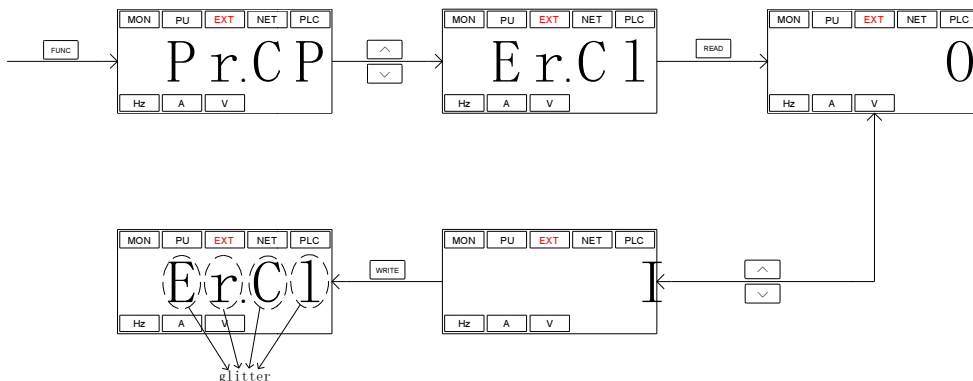 MON PU EXT NET PLC
FUNC
Pr.CP
Hz A V
MON PU EXT NET PLC
Er.Cl
Hz A V
READ
MON PU EXT NET PLC
0
Hz A V
MON PU EXT NET PLC
Er.Cl
Hz A V
glitter
WRITE
MON PU EXT NET PLC
I
Hz A V